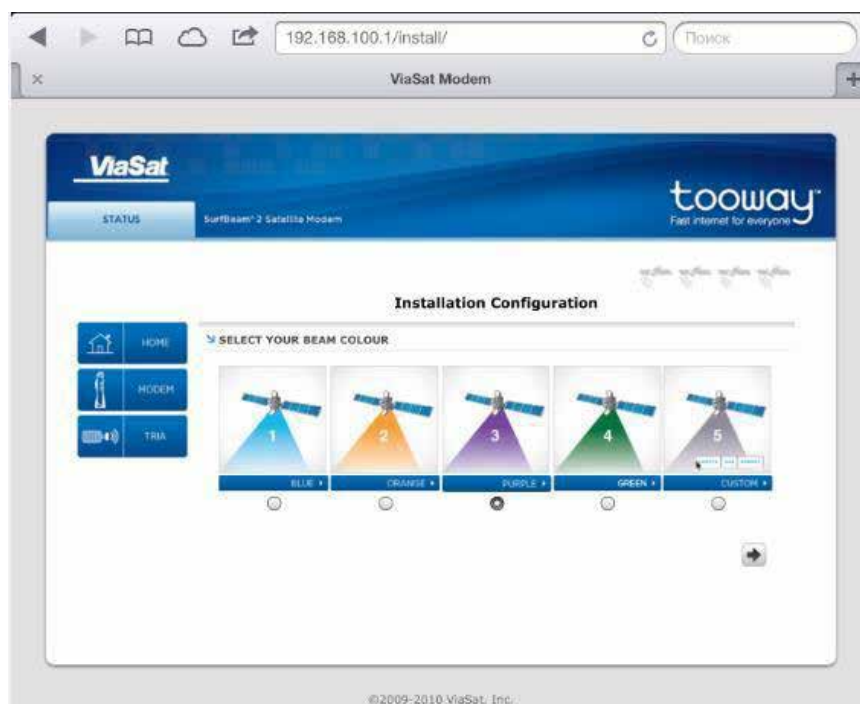 192.168.100.1/install/
Поиск
ViaSat Modem
ViaSat
tooway™
Fast internet for everyone
STATUS
SurfBeam® 2 Satellite Modem
Installation Configuration
HOME
SELECT YOUR BEAM COLOUR
MODEM
TRIA
1 2 3 4 5
BLUE ORANGE PURPLE GREEN CUSTOM
©2009-2010 ViaSat, Inc.